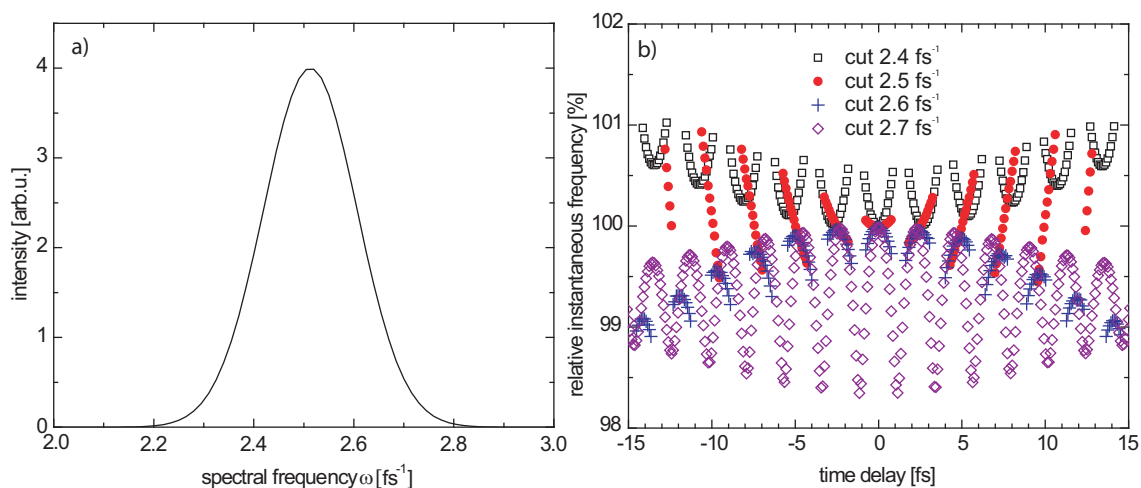 a)
intensity [arb.u.]
4
3
2
1
0
2.0 2.2 2.4 2.6 2.8 3.0
spectral frequency ω [fs⁻¹]
b)
relative instantaneous frequency [%]
102
101
100
99
98
cut 2.4 fs⁻¹
cut 2.5 fs⁻¹
cut 2.6 fs⁻¹
cut 2.7 fs⁻¹
-15 -10 -5 0 5 10 15
time delay [fs]